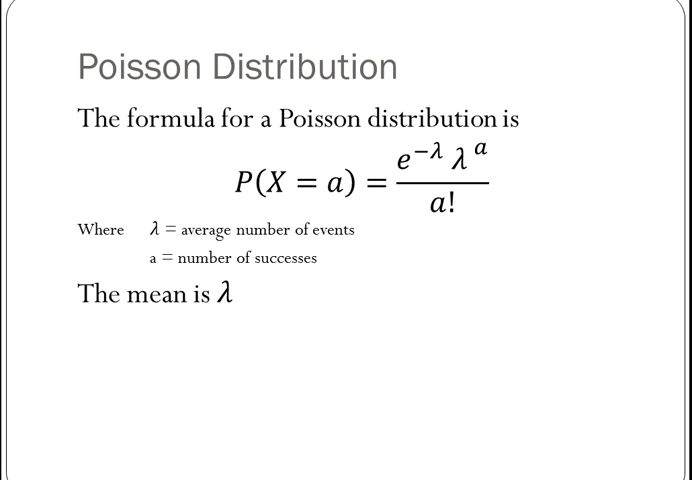 Poisson Distribution
The formula for a Poisson distribution is
P(X = a) = \frac{e^{-λ} λ^{a}}{a!}
Where λ = average number of events
a = number of successes
The mean is λ